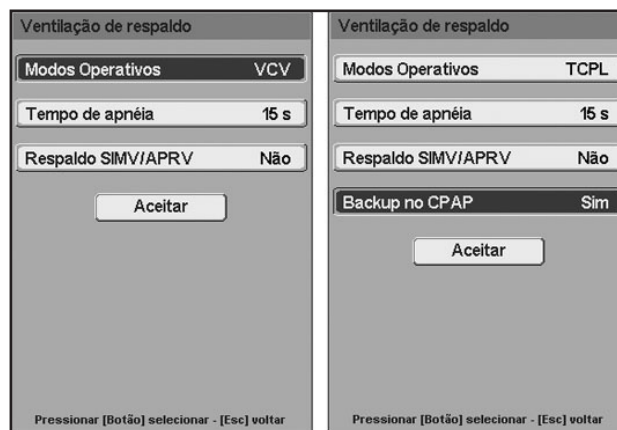 Ventilação de respaldo
Modos Operativos VCV
Tempo de apnéia 15 s
Respaldo SIMV/APRV Não
Aceitar
Pressionar [Botão] selecionar - [Esc] voltar
Ventilação de respaldo
Modos Operativos TCPL
Tempo de apnéia 15 s
Respaldo SIMV/APRV Não
Backup no CPAP Sim
Aceitar
Pressionar [Botão] selecionar - [Esc] voltar